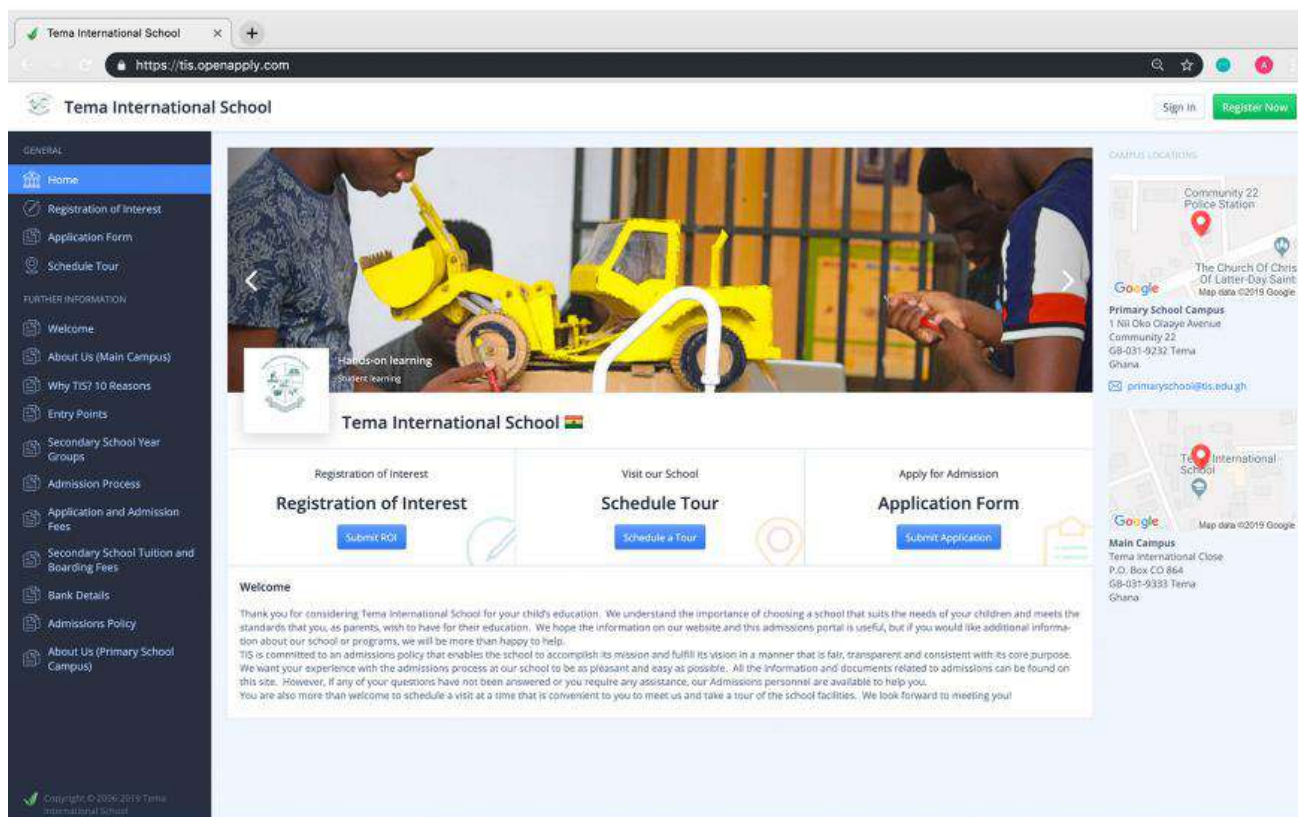 Tema International School
https://tis.openapply.com
A
Tema International School
Sign In
Register Now
GENERAL
Home
Registration of Interest
Application Form
Schedule Tour
FURTHER INFORMATION
Welcome
About Us (Main Campus)
Why TIS? 10 Reasons
Entry Points
Secondary School Year
Groups
Admission Process
Application and Admission
Fees
Secondary School Tuition and
Boarding Fees
Bank Details
Admissions Policy
About Us (Primary School
Campus)
Copyright © 2006-2019 Tema
International School
Hands-on learning
Student learning
Tema International School
Registration of Interest
Registration of Interest
Submit ROI
Visit our School
Schedule Tour
Schedule a Tour
Apply for Admission
Application Form
Submit Application
Welcome
Thank you for considering Tema International School for your child's education. We understand the importance of choosing a school that suits the needs of your children and meets the
standards that you, as parents, wish to have for their education. We hope the information on our website and this admissions portal is useful, but if you would like additional informa-
tion about our school or programs, we will be more than happy to help.
TIS is committed to an admissions policy that enables the school to accomplish its mission and fulfill its vision in a manner that is fair, transparent and consistent with its core purpose.
We want your experience with the admissions process at our school to be as pleasant and easy as possible. All the information and documents related to admissions can be found on
this site. However, if any of your questions have not been answered or you require any assistance, our Admissions personnel are available to help you.
You are also more than welcome to schedule a visit at a time that is convenient to you to meet us and take a tour of the school facilities. We look forward to meeting you!
CAMPUS LOCATIONS
Community 22
Police Station
The Church Of Chris
Of Latter-Day Saint
Google
Map data ©2019 Google
Primary School Campus
1 Nii Oko Olaaye Avenue
Community 22
GB-031-9232 Tema
Ghana
primaryschool@tis.edu.gh
International
School
Google
Map data ©2019 Google
Main Campus
Tema International Close
P.O. Box CO 864
GB-031-9333 Tema
Ghana